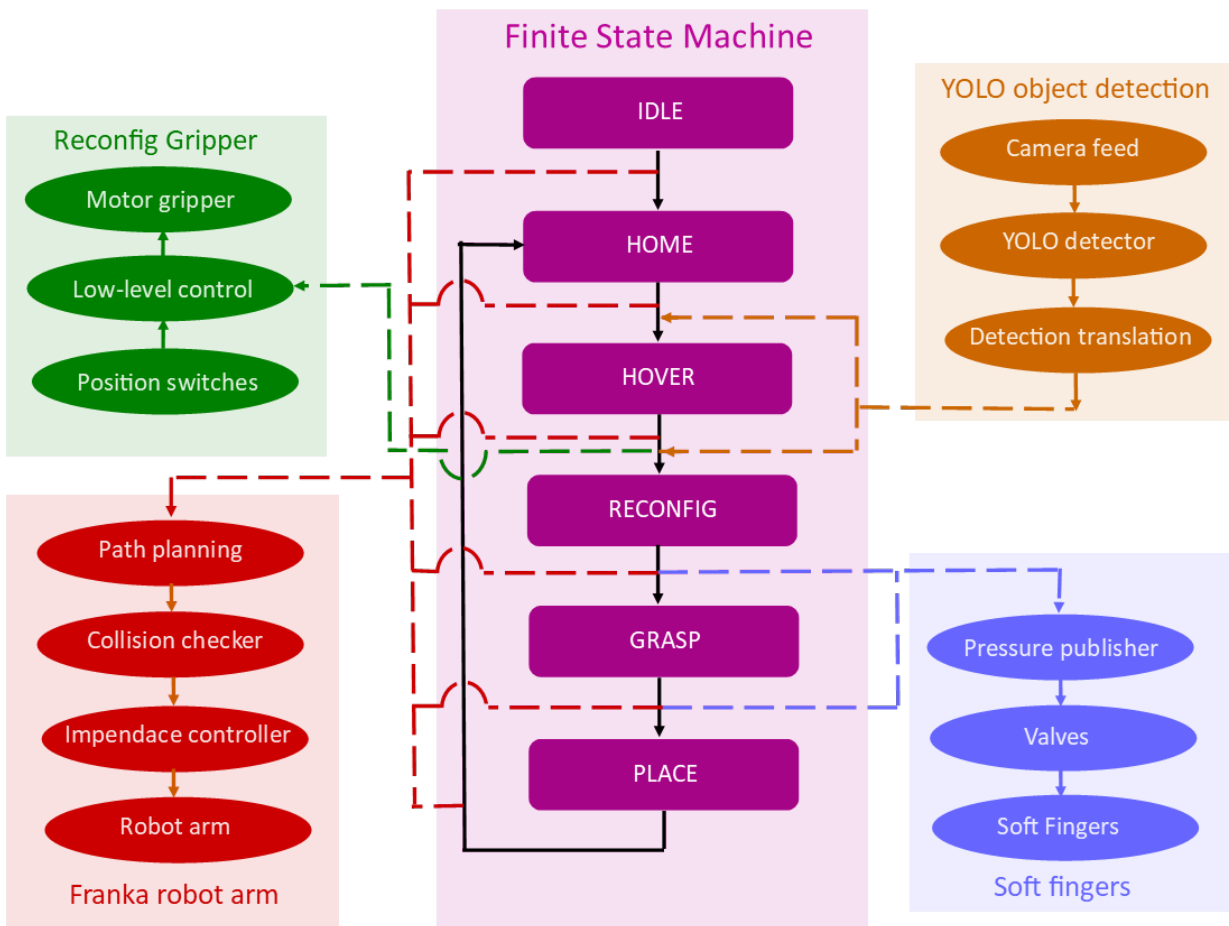 Finite State Machine
IDLE
HOME
HOVER
RECONFIG
GRASP
PLACE
Reconfig Gripper
Motor gripper
Low-level control
Position switches
Path planning
Collision checker
Impendace controller
Robot arm
Franka robot arm
YOLO object detection
Camera feed
YOLO detector
Detection translation
Pressure publisher
Valves
Soft Fingers
Soft fingers